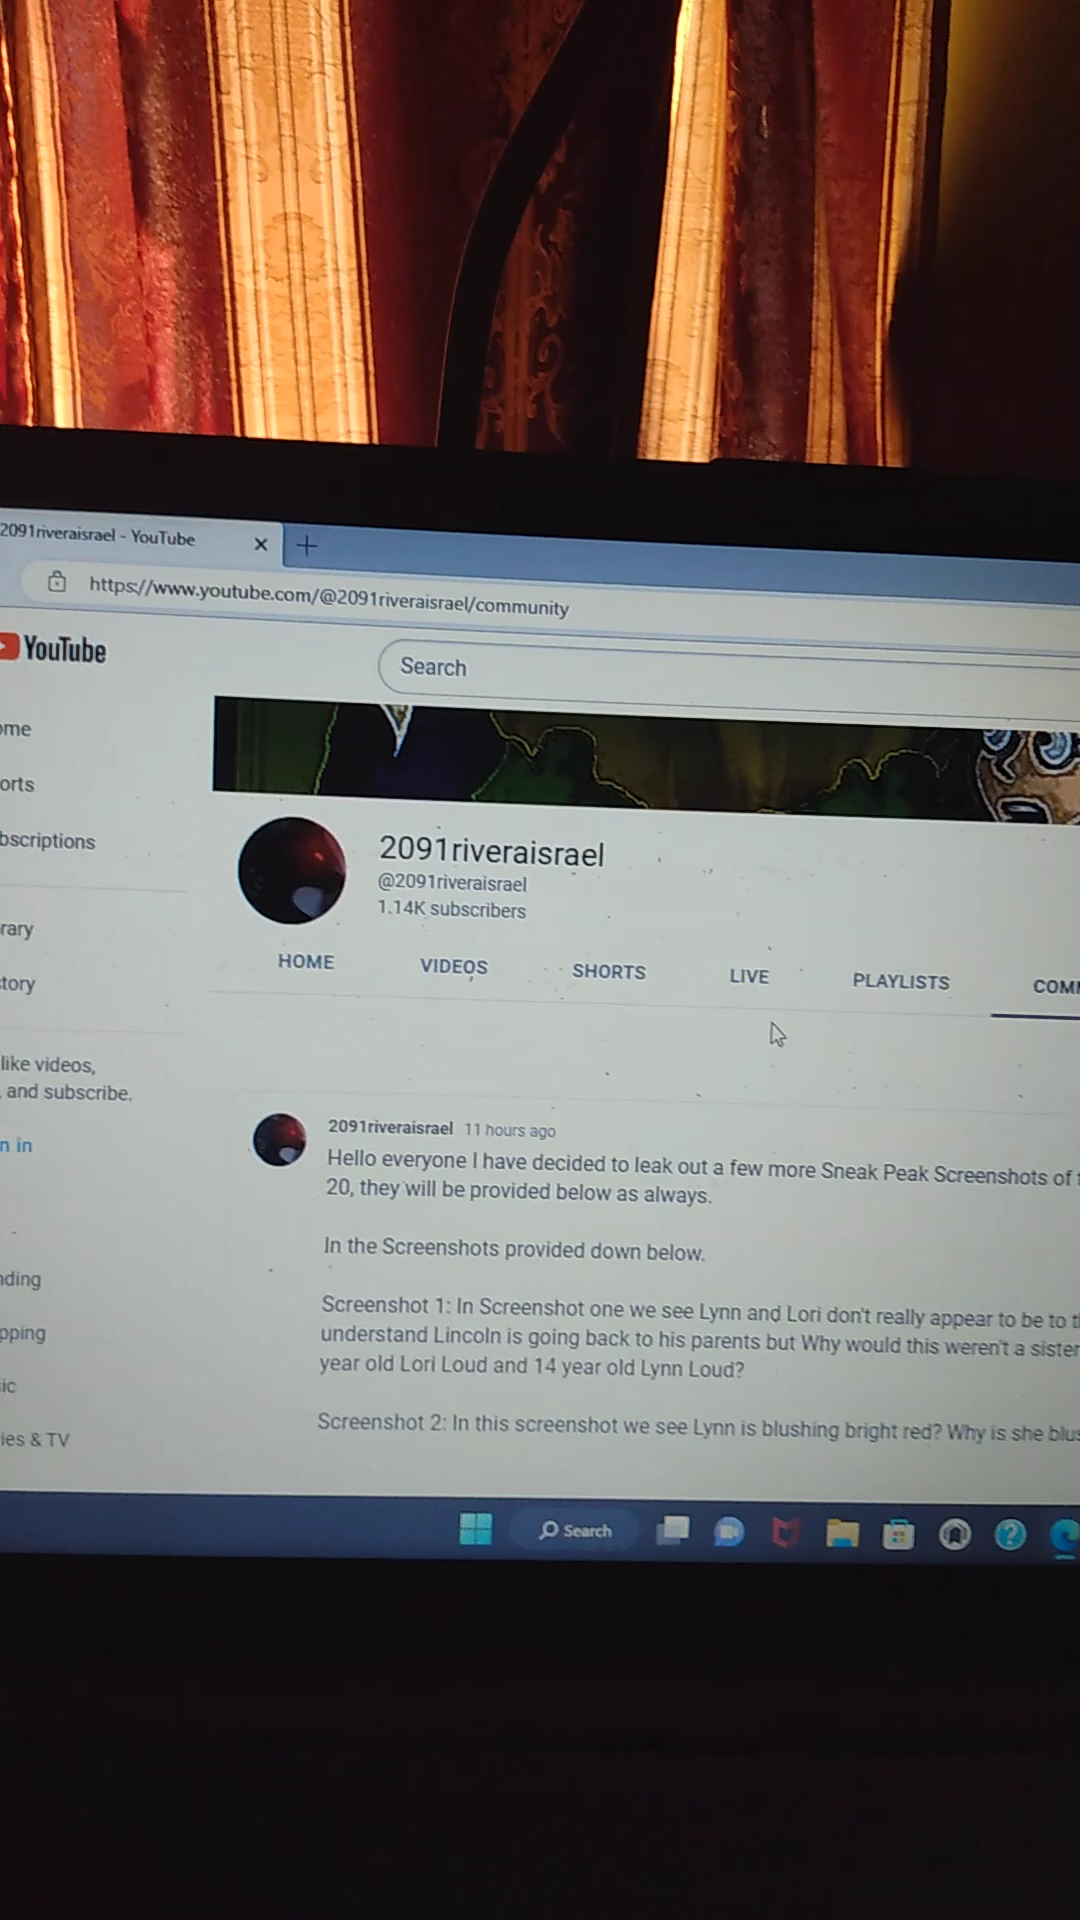 2091riveraisrael - YouTube
https://www.youtube.com/@2091riveraisrael/community
YouTube
Search
ome
orts
bscriptions
rary
tory
like videos,
and subscribe.
n in
nding
pping
ic
ies & TV
2091riveraisrael
@2091riveraisrael
1.14K subscribers
HOME VIDEOS SHORTS LIVE PLAYLISTS COM
2091riveraisrael 11 hours ago
Hello everyone I have decided to leak out a few more Sneak Peak Screenshots of
20, they will be provided below as always.
In the Screenshots provided down below.
Screenshot 1: In Screenshot one we see Lynn and Lori don't really appear to be to t
understand Lincoln is going back to his parents but Why would this weren't a sister
year old Lori Loud and 14 year old Lynn Loud?
Screenshot 2: In this screenshot we see Lynn is blushing bright red? Why is she blus
Search